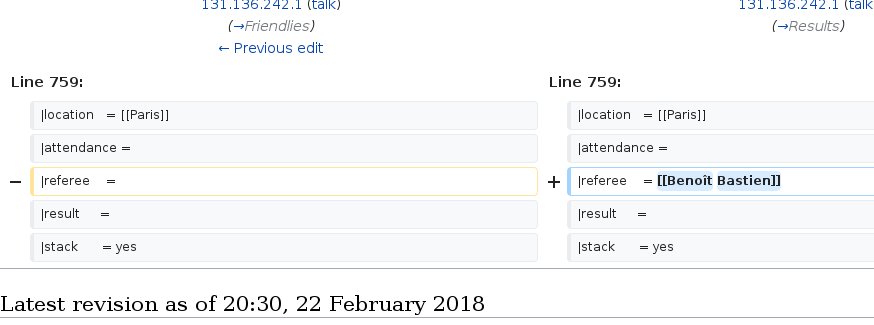 131.136.242.1 (talk) 131.136.242.1 (talk
(→Friendlies) (→Results)
← Previous edit
Line 759: Line 759:
|location = [[Paris]] |location = [[Paris]]
|attendance = |attendance =
− |referee = + |referee = [[Benoît Bastien]]
|result = |result =
|stack = yes |stack = yes
Latest revision as of 20:30, 22 February 2018